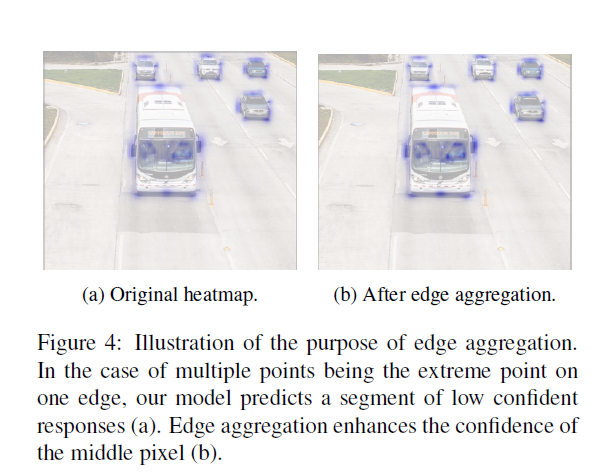 (a) Original heatmap.
(b) After edge aggregation.
Figure 4: Illustration of the purpose of edge aggregation.
In the case of multiple points being the extreme point on
one edge, our model predicts a segment of low confident
responses (a). Edge aggregation enhances the confidence of
the middle pixel (b).